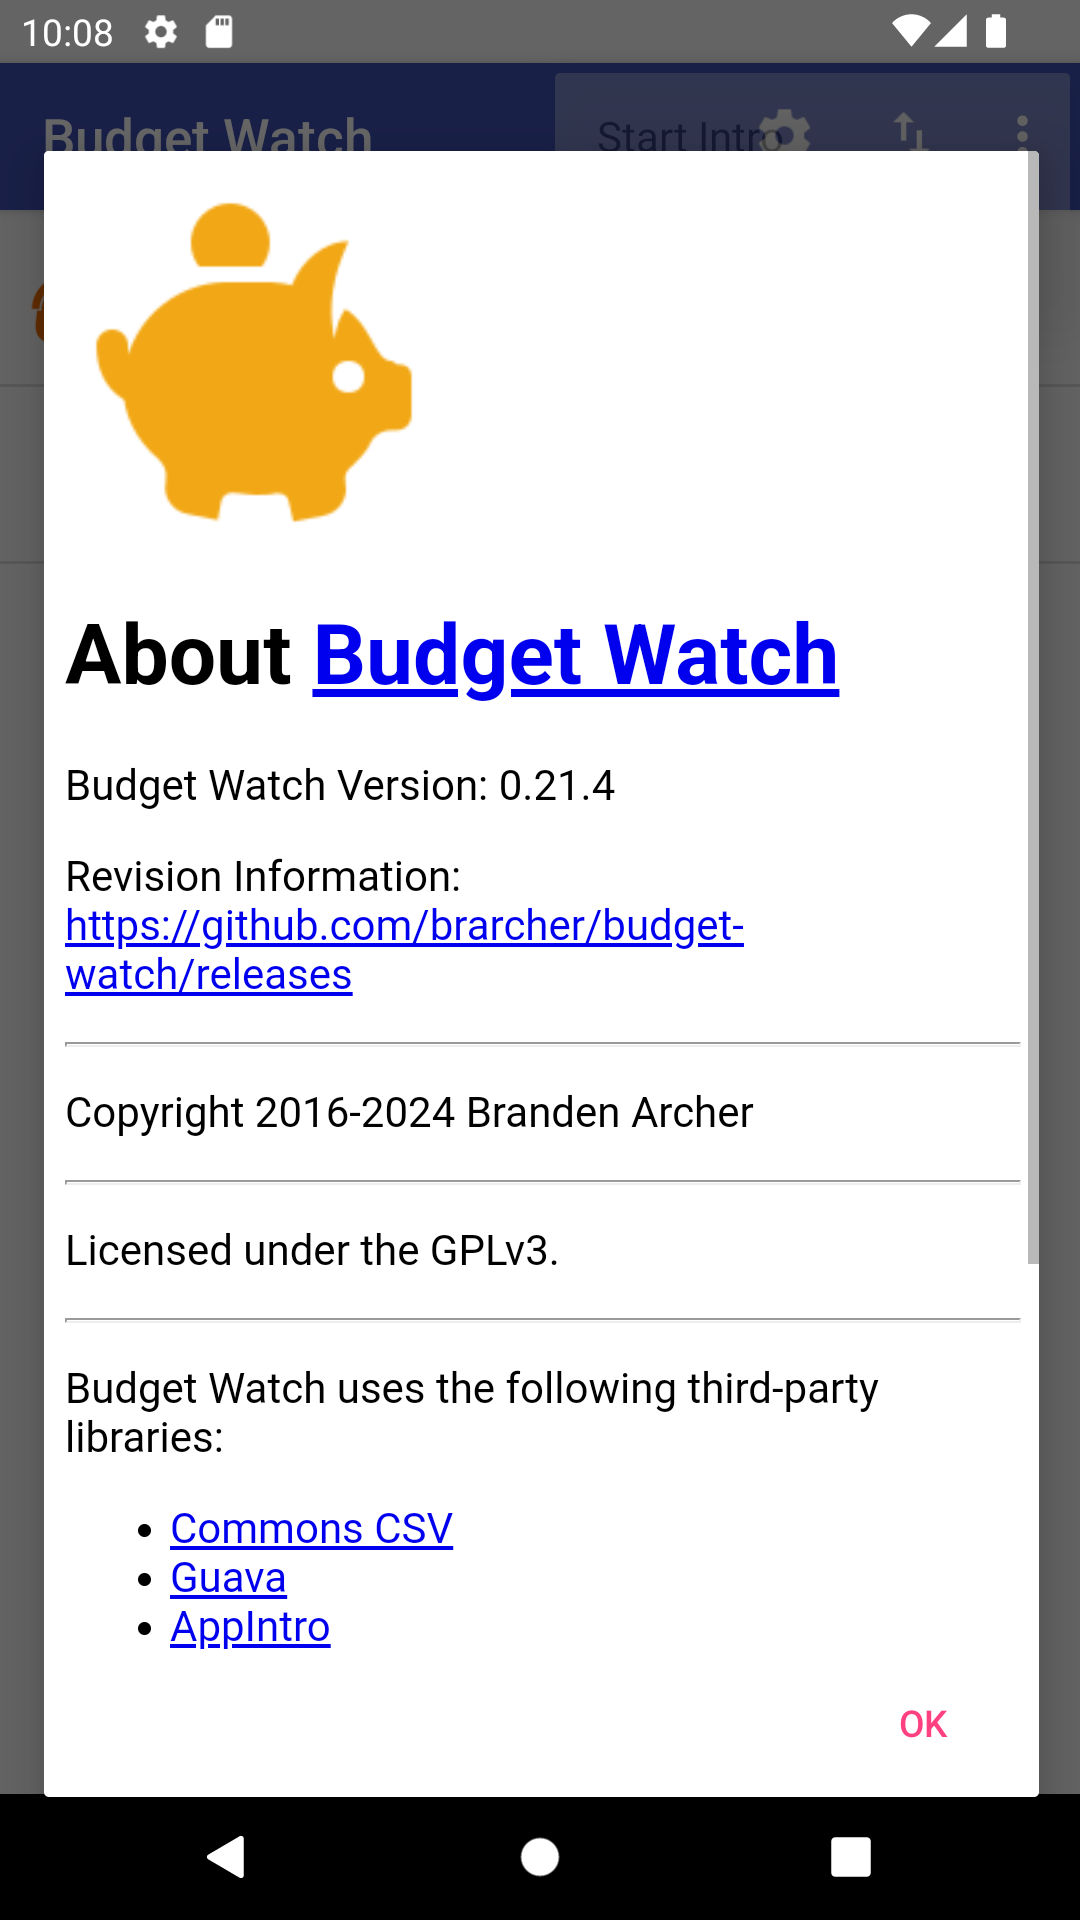 10:08
Budget Watch
Start Intro
About Budget Watch
Budget Watch Version: 0.21.4
Revision Information:
https://github.com/brarcher/budget-
watch/releases
Copyright 2016-2024 Branden Archer
Licensed under the GPLv3.
Budget Watch uses the following third-party
libraries:
• Commons CSV
• Guava
• AppIntro
OK